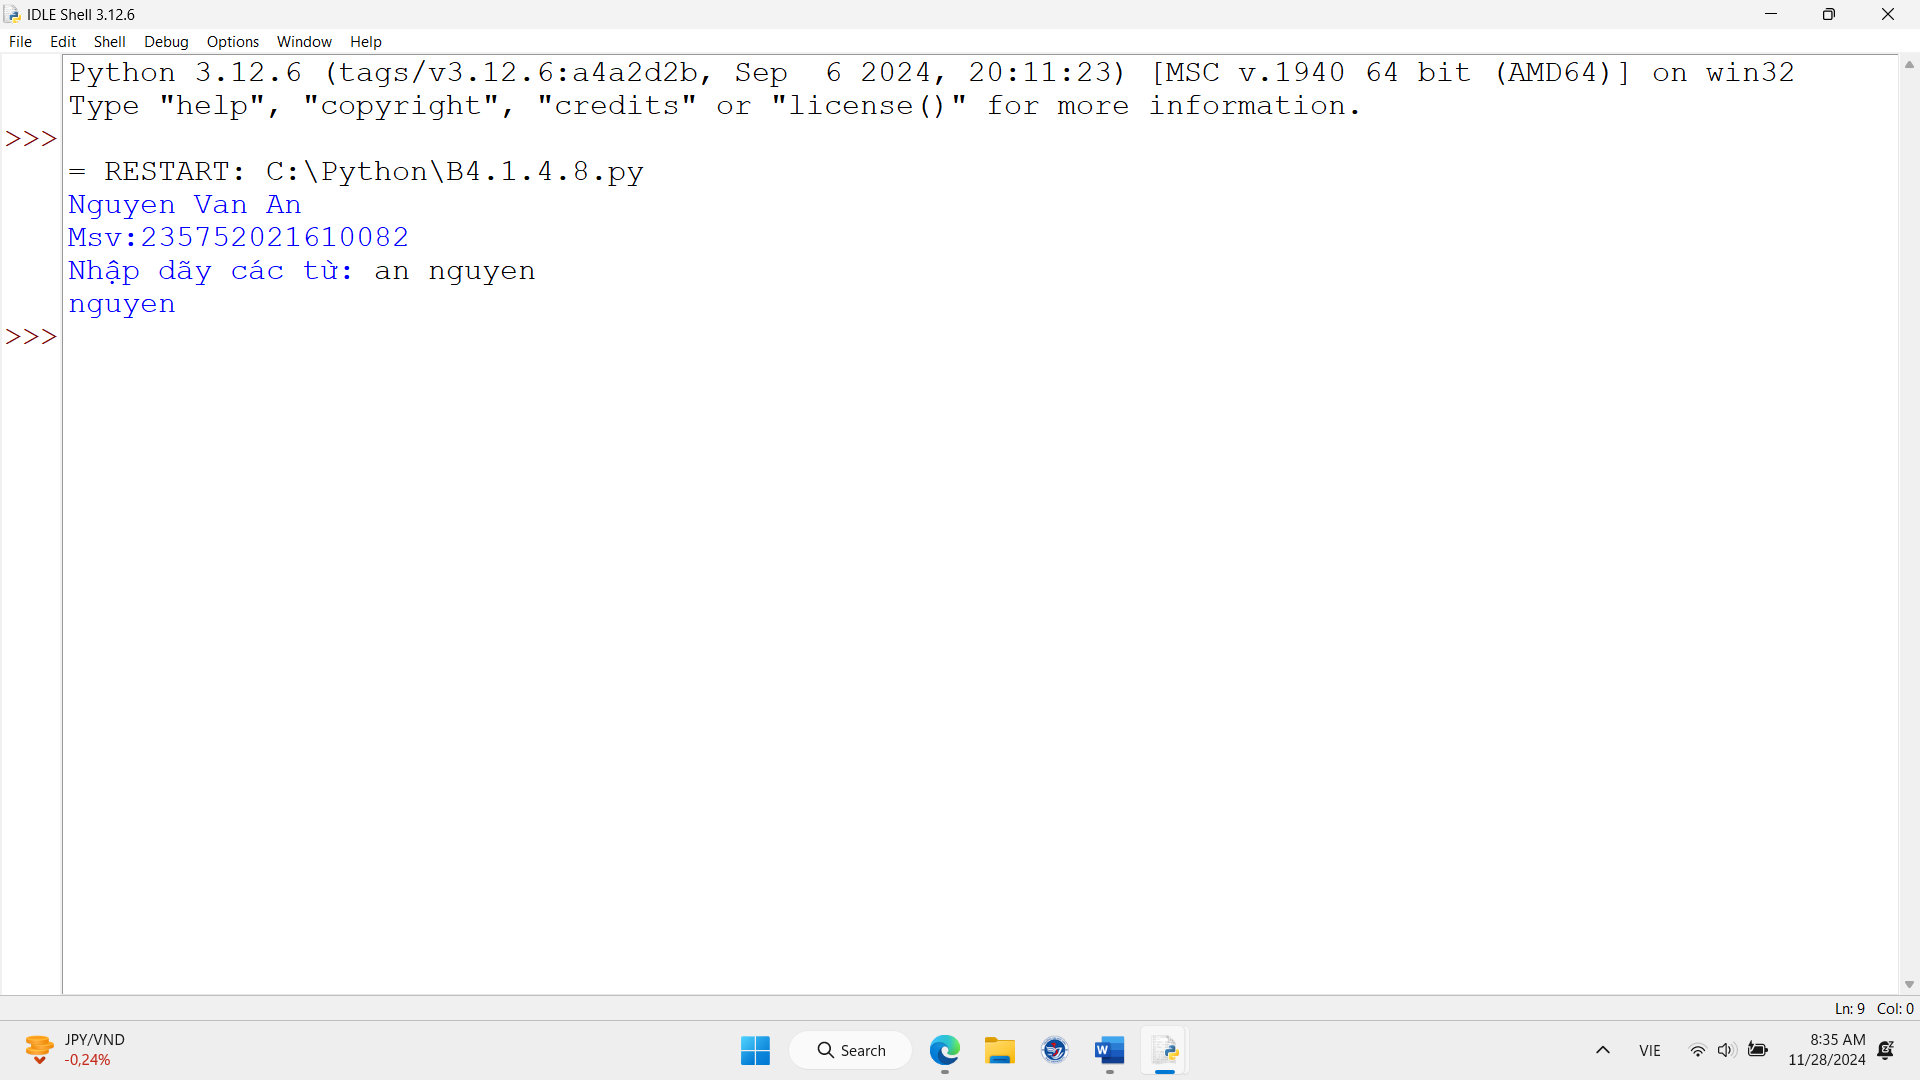 IDLE Shell 3.12.6
File Edit Shell Debug Options Window Help
Python 3.12.6 (tags/v3.12.6:a4a2d2b, Sep  6 2024, 20:11:23) [MSC v.1940 64 bit (AMD64)] on win32
Type "help", "copyright", "credits" or "license()" for more information.
>>>
= RESTART: C:\Python\B4.1.4.8.py
Nguyen Van An
Msv:235752021610082
Nhập dãy các từ: an nguyen
nguyen
>>>
Ln: 9 Col: 0
JPY/VND
-0,24%
Search
VIE
8:35 AM
11/28/2024